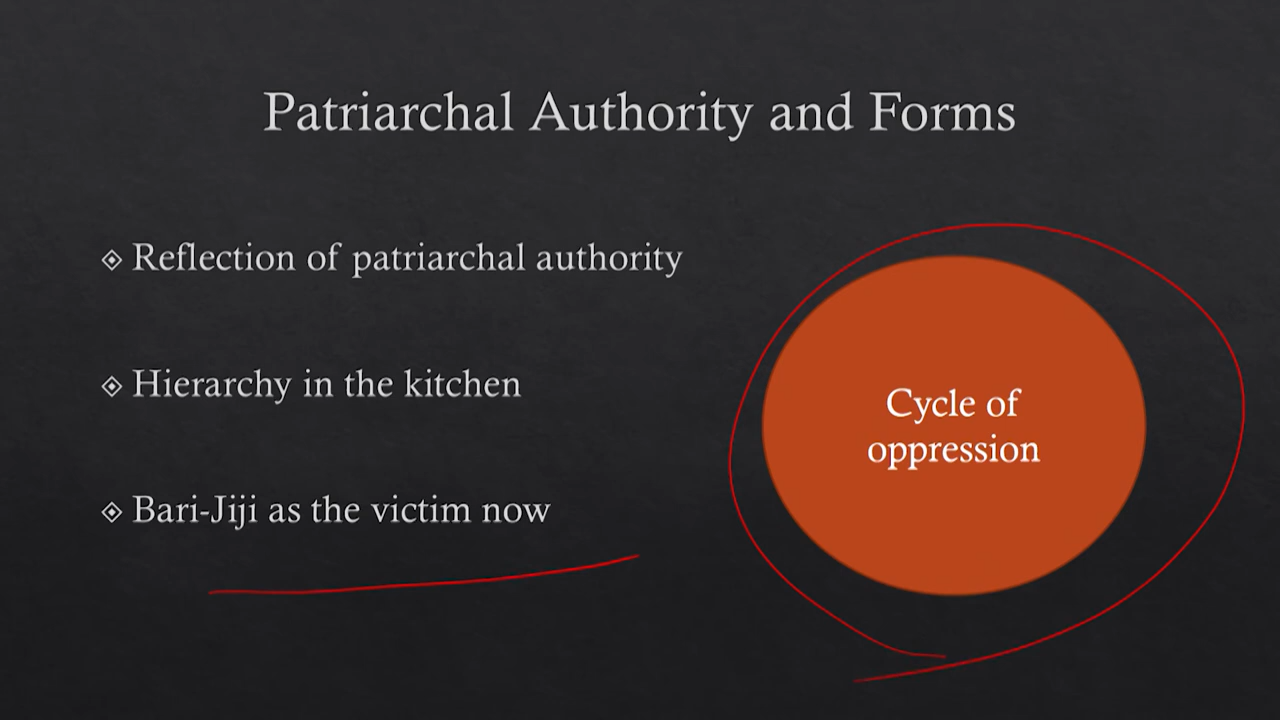 Patriarchal Authority and Forms
Reflection of patriarchal authority
Hierarchy in the kitchen
Bari-Jiji as the victim now
Cycle of
oppression